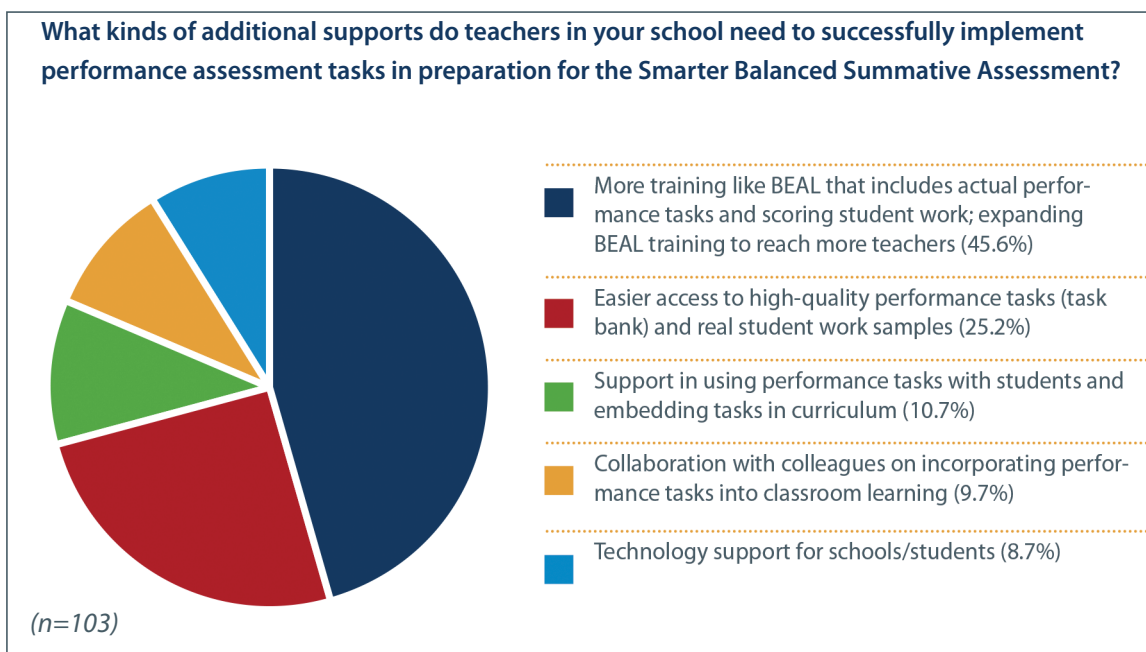 What kinds of additional supports do teachers in your school need to successfully implement
performance assessment tasks in preparation for the Smarter Balanced Summative Assessment?
More training like BEAL that includes actual perfor-
mance tasks and scoring student work; expanding
BEAL training to reach more teachers (45.6%)
Easier access to high-quality performance tasks (task
bank) and real student work samples (25.2%)
Support in using performance tasks with students and
embedding tasks in curriculum (10.7%)
Collaboration with colleagues on incorporating perfor-
mance tasks into classroom learning (9.7%)
Technology support for schools/students (8.7%)
(n=103)